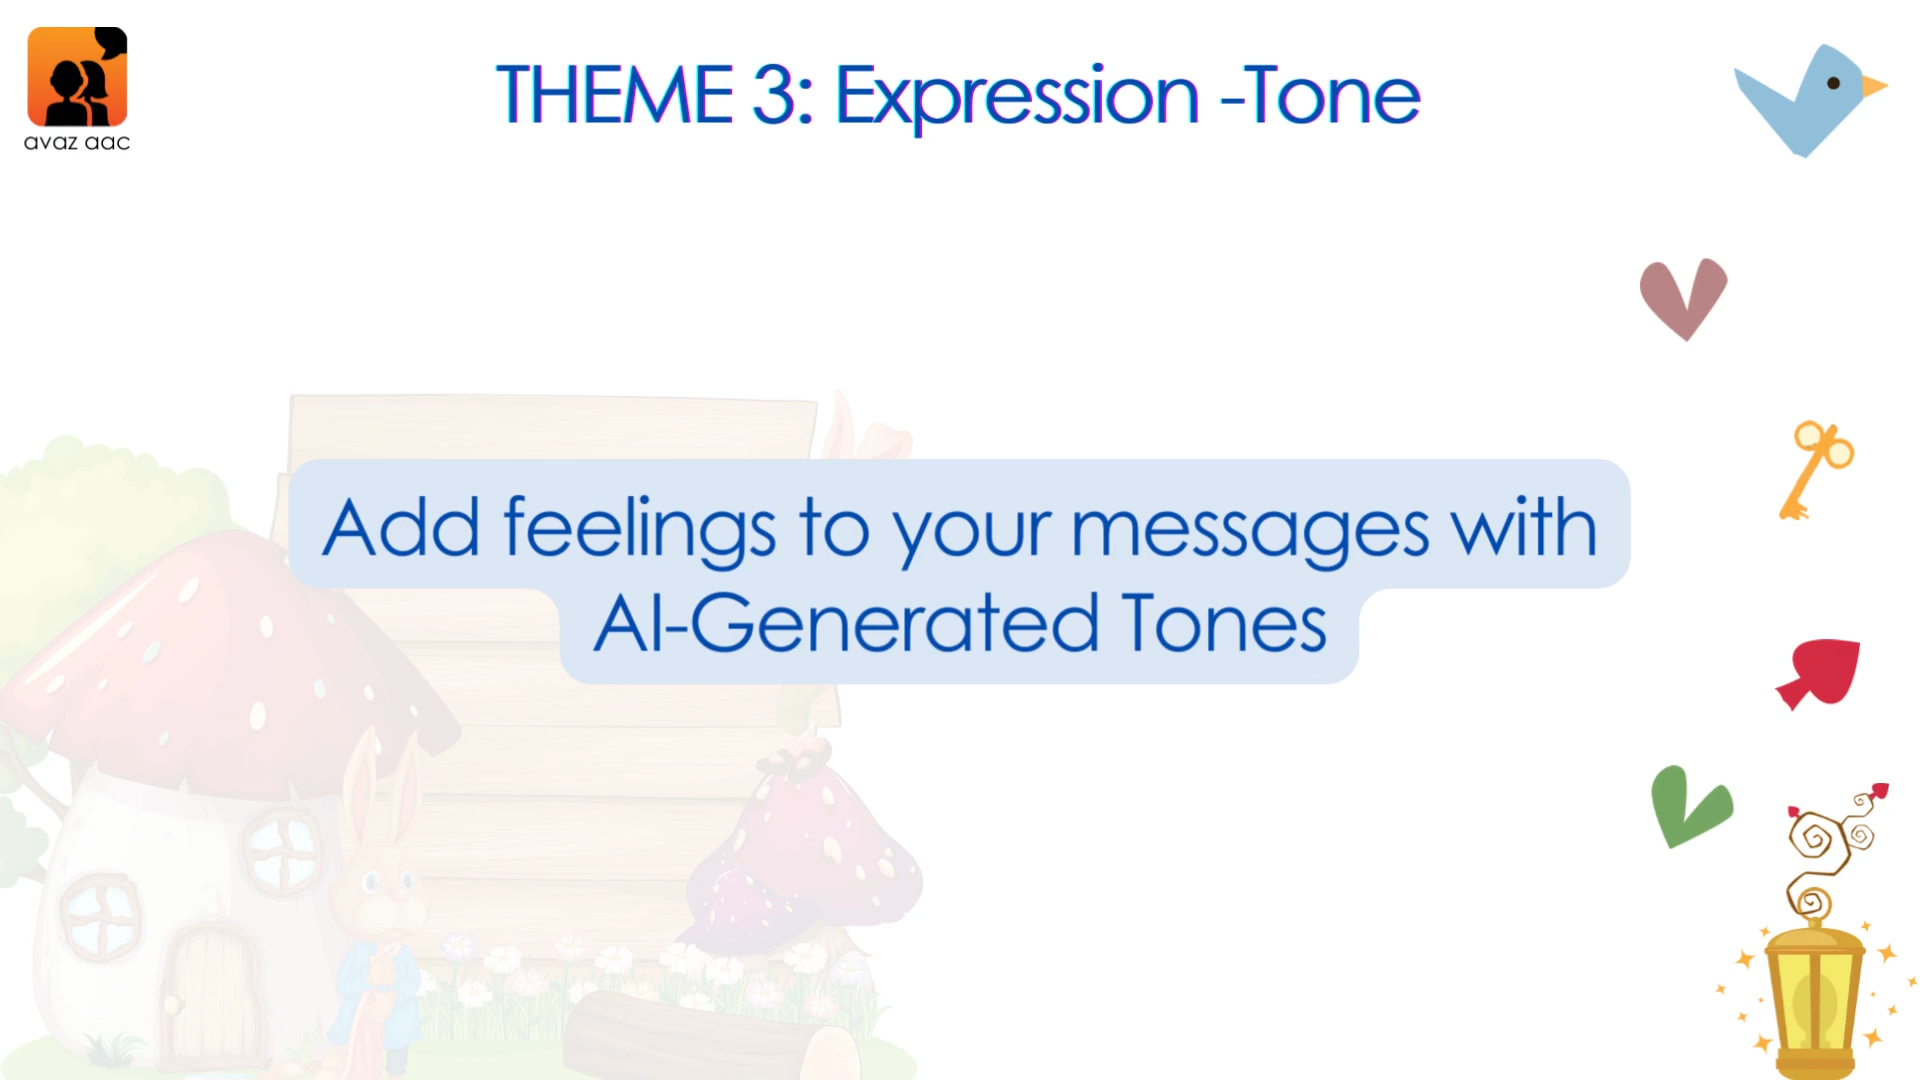 avaz aac
THEME 3: Expression -Tone
Add feelings to your messages with
AI-Generated Tones